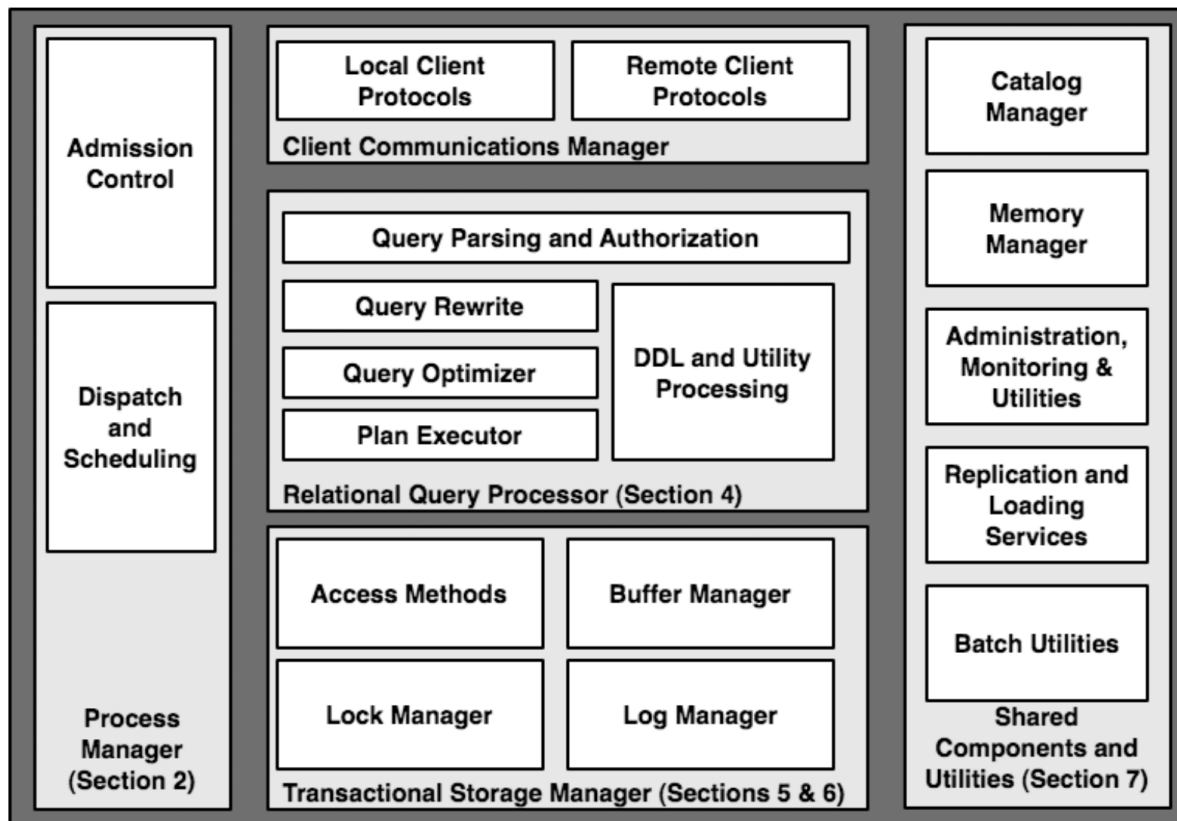 Admission
Control
Dispatch
and
Scheduling
Process
Manager
(Section 2)
Local Client
Protocols
Remote Client
Protocols
Client Communications Manager
Query Parsing and Authorization
Query Rewrite
Query Optimizer
Plan Executor
DDL and Utility
Processing
Relational Query Processor (Section 4)
Access Methods
Buffer Manager
Lock Manager
Log Manager
Transactional Storage Manager (Sections 5 & 6)
Catalog
Manager
Memory
Manager
Administration,
Monitoring &
Utilities
Replication and
Loading
Services
Batch Utilities
Shared
Components and
Utilities (Section 7)